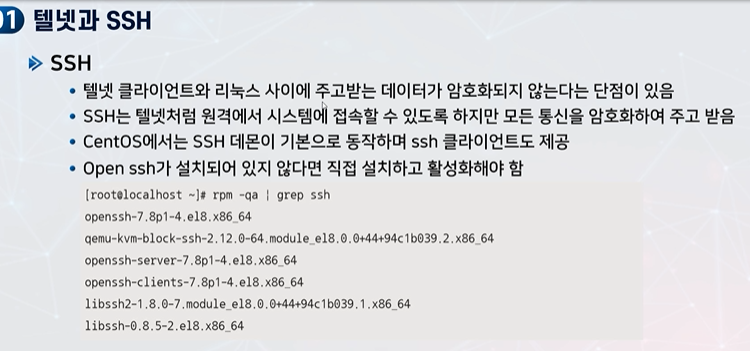 01 텔넷과 SSH
SSH
• 텔넷 클라이언트와 리눅스 사이에 주고받는 데이터가 암호화되지 않는다는 단점이 있음
• SSH는 텔넷처럼 원격에서 시스템에 접속할 수 있도록 하지만 모든 통신을 암호화하여 주고 받음
• CentOS에서는 SSH 데몬이 기본으로 동작하며 ssh 클라이언트도 제공
• Open ssh가 설치되어 있지 않다면 직접 설치하고 활성화해야 함
[root@localhost ~]# rpm -qa | grep ssh
openssh-7.8p1-4.el8.x86_64
qemu-kvm-block-ssh-2.12.0-64.module_el8.0.0+44+94c1b039.2.x86_64
openssh-server-7.8p1-4.el8.x86_64
openssh-clients-7.8p1-4.el8.x86_64
libssh2-1.8.0-7.module_el8.0.0+44+94c1b039.1.x86_64
libssh-0.8.5-2.el8.x86_64